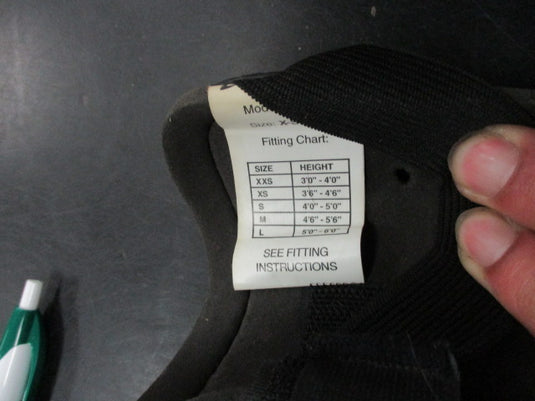 Size: X-
Fitting Chart:
SIZE HEIGHT
XXS 3'0" - 4'0"
XS 3'6" - 4'6"
S 4'0" - 5'0"
M 4'6" - 5'6"
L 5'0" - 6'0"
SEE FITTING
INSTRUCTIONS